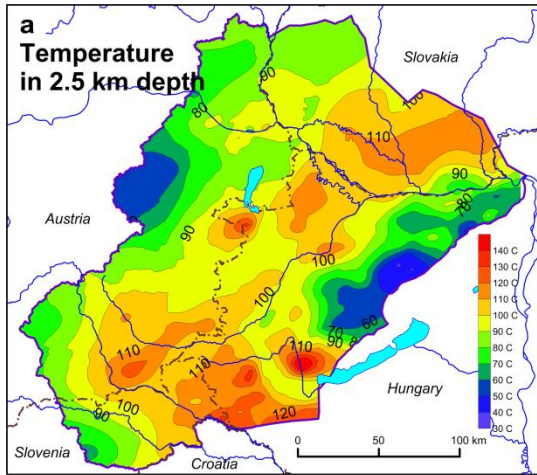 a
Temperature
in 2.5 km depth
Slovakia
90
80
100
110
90
80
70
Austria
90
100
140 C
130 C
120 C
110 C
100 C
90 C
80 C
70 C
60 C
50 C
40 C
30 C
100
60
70
90
8
110
110
110
120
Hungary
100
90
Slovenia
Croatia
0 50 100 km